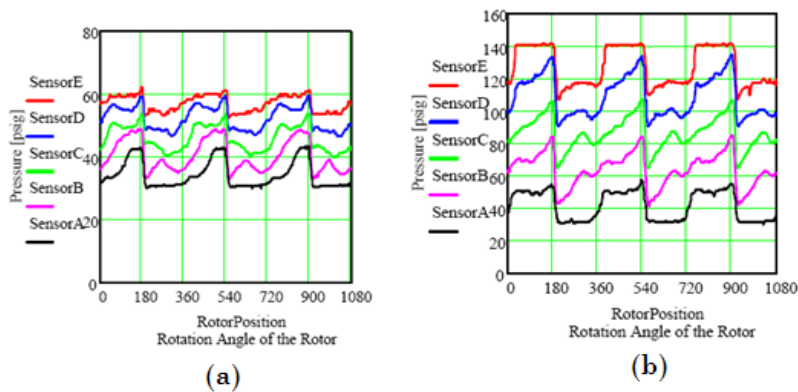 80
60
40
20
0
SensorE
SensorD
SensorC
SensorB
SensorA
Pressure [psig]
0 180 360 540 720 900 1080
RotorPosition
Rotation Angle of the Rotor
(a)
160
140
120
100
80
60
40
20
0
SensorE
SensorD
SensorC
SensorB
SensorA
Pressure [psig]
0 180 360 540 720 900 1080
RotorPosition
Rotation Angle of the Rotor
(b)